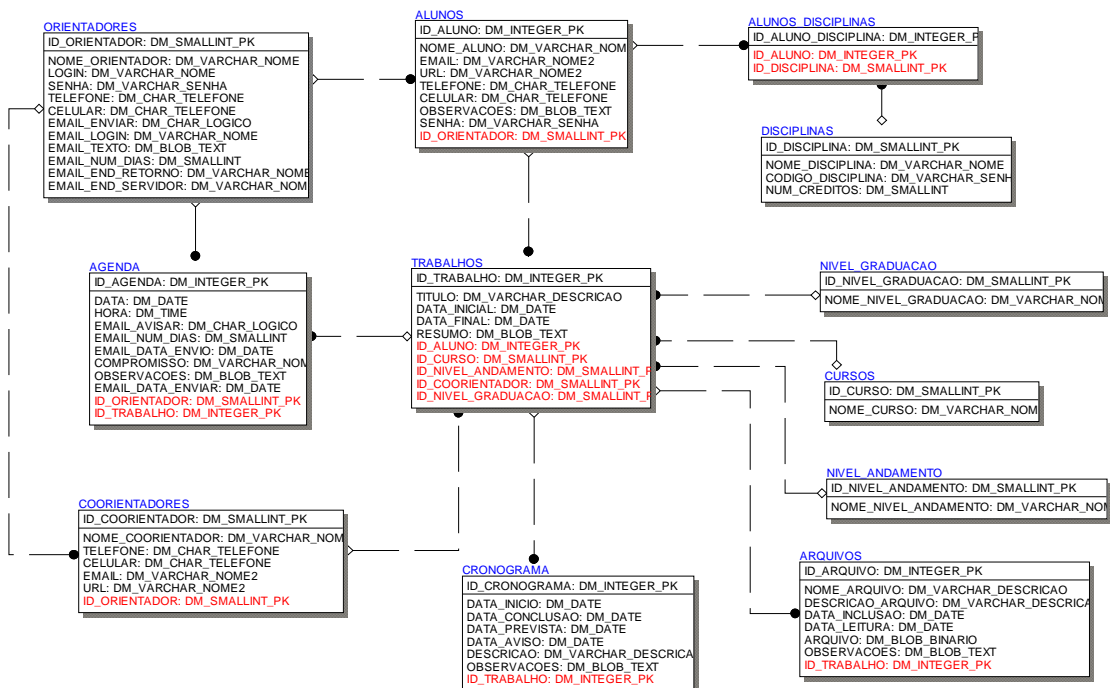 ORIENTADORES
ID_ORIENTADOR: DM_SMALLINT_PK
NOME_ORIENTADOR: DM_VARCHAR_NOME
LOGIN: DM_VARCHAR_NOME
SENHA: DM_VARCHAR_SENHA
TELEFONE: DM_CHAR_TELEFONE
CELULAR: DM_CHAR_TELEFONE
EMAIL_ENVIAR: DM_CHAR_LOGICO
EMAIL_LOGIN: DM_VARCHAR_NOME
EMAIL_TEXTO: DM_BLOB_TEXT
EMAIL_NUM_DIAS: DM_SMALLINT
EMAIL_END_RETORNO: DM_VARCHAR_NOME
EMAIL_END_SERVIDOR: DM_VARCHAR_NOM
ALUNOS
ID_ALUNO: DM_INTEGER_PK
NOME_ALUNO: DM_VARCHAR_NOM
EMAIL: DM_VARCHAR_NOME2
URL: DM_VARCHAR_NOME2
TELEFONE: DM_CHAR_TELEFONE
CELULAR: DM_CHAR_TELEFONE
OBSERVACOES: DM_BLOB_TEXT
SENHA: DM_VARCHAR_SENHA
ID_ORIENTADOR: DM_SMALLINT_PK
ALUNOS_DISCIPLINAS
ID_ALUNO_DISCIPLINA: DM_INTEGER_P
ID_ALUNO: DM_INTEGER_PK
ID_DISCIPLINA: DM_SMALLINT_PK
DISCIPLINAS
ID_DISCIPLINA: DM_SMALLINT_PK
NOME_DISCIPLINA: DM_VARCHAR_NOME
CODIGO_DISCIPLINA: DM_VARCHAR_SENH
NUM_CREDITOS: DM_SMALLINT
AGENDA
ID_AGENDA: DM_INTEGER_PK
DATA: DM_DATE
HORA: DM_TIME
EMAIL_AVISAR: DM_CHAR_LOGICO
EMAIL_NUM_DIAS: DM_SMALLINT
EMAIL_DATA_ENVIO: DM_DATE
COMPROMISSO: DM_VARCHAR_NOM
OBSERVACOES: DM_BLOB_TEXT
EMAIL_DATA_ENVIAR: DM_DATE
ID_ORIENTADOR: DM_SMALLINT_PK
ID_TRABALHO: DM_INTEGER_PK
TRABALHOS
ID_TRABALHO: DM_INTEGER_PK
TITULO: DM_VARCHAR_DESCRICAO
DATA_INICIAL: DM_DATE
DATA_FINAL: DM_DATE
RESUMO: DM_BLOB_TEXT
ID_ALUNO: DM_INTEGER_PK
ID_CURSO: DM_SMALLINT_PK
ID_NIVEL_ANDAMENTO: DM_SMALLINT_P
ID_COORIENTADOR: DM_SMALLINT_PK
ID_NIVEL_GRADUACAO: DM_SMALLINT_P
NIVEL_GRADUACAO
ID_NIVEL_GRADUACAO: DM_SMALLINT_PK
NOME_NIVEL_GRADUACAO: DM_VARCHAR_NOM
CURSOS
ID_CURSO: DM_SMALLINT_PK
NOME_CURSO: DM_VARCHAR_NOM
NIVEL_ANDAMENTO
ID_NIVEL_ANDAMENTO: DM_SMALLINT_PK
NOME_NIVEL_ANDAMENTO: DM_VARCHAR_NOM
COORIENTADORES
ID_COORIENTADOR: DM_SMALLINT_PK
NOME_COORIENTADOR: DM_VARCHAR_NOM
TELEFONE: DM_CHAR_TELEFONE
CELULAR: DM_CHAR_TELEFONE
EMAIL: DM_VARCHAR_NOME2
URL: DM_VARCHAR_NOME2
ID_ORIENTADOR: DM_SMALLINT_PK
CRONOGRAMA
ID_CRONOGRAMA: DM_INTEGER_PK
DATA_INICIO: DM_DATE
DATA_CONCLUSAO: DM_DATE
DATA_PREVISTA: DM_DATE
DATA_AVISO: DM_DATE
DESCRICAO: DM_VARCHAR_DESCRICA
OBSERVACOES: DM_BLOB_TEXT
ID_TRABALHO: DM_INTEGER_PK
ARQUIVOS
ID_ARQUIVO: DM_INTEGER_PK
NOME_ARQUIVO: DM_VARCHAR_DESCRICAO
DESCRICAO_ARQUIVO: DM_VARCHAR_DESCRICA
DATA_INCLUSAO: DM_DATE
DATA_LEITURA: DM_DATE
ARQUIVO: DM_BLOB_BINARIO
OBSERVACOES: DM_BLOB_TEXT
ID_TRABALHO: DM_INTEGER_PK